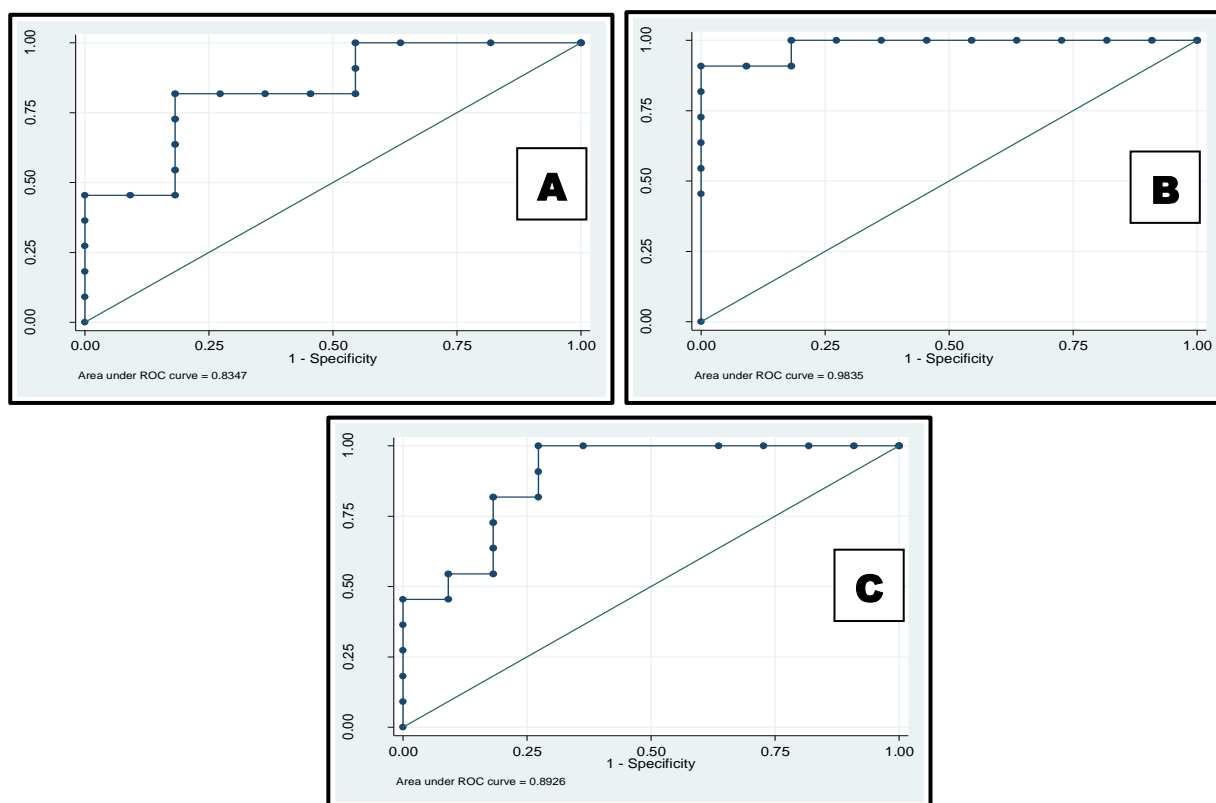 1.00
0.75
0.50
0.25
0.00
0.00 0.25 0.50 0.75 1.00
1 - Specificity
Area under ROC curve = 0.8347
A
1.00
0.75
0.50
0.25
0.00
0.00 0.25 0.50 0.75 1.00
1 - Specificity
Area under ROC curve = 0.9835
B
1.00
0.75
0.50
0.25
0.00
0.00 0.25 0.50 0.75 1.00
1 - Specificity
Area under ROC curve = 0.8926
C